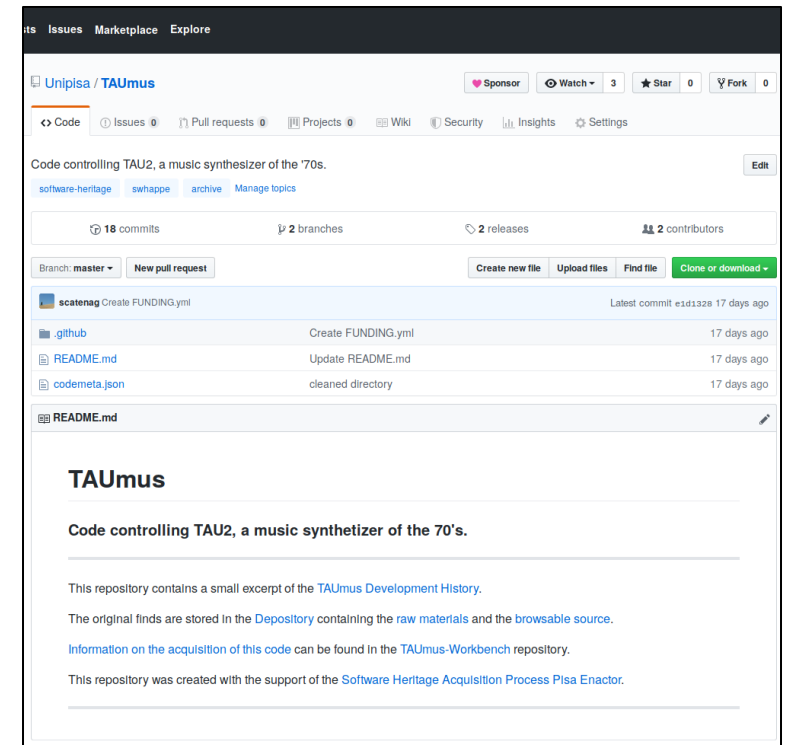 ts Issues Marketplace Explore
Unipisa / TAUmus Sponsor Watch 3 Star 0 Fork 0
Code Issues 0 Pull requests 0 Projects 0 Wiki Security Insights Settings
Code controlling TAU2, a music synthesizer of the '70s. Edit
software-heritage swhappe archive Manage topics
18 commits 2 branches 2 releases 2 contributors
Branch: master New pull request Create new file Upload files Find file Clone or download
scatenag Create FUNDING.yml Latest commit e1d1328 17 days ago
.github Create FUNDING.yml 17 days ago
README.md Update README.md 17 days ago
codemeta.json cleaned directory 17 days ago
README.md
TAUmus
Code controlling TAU2, a music synthetizer of the 70's.
This repository contains a small excerpt of the TAUmus Development History.
The original finds are stored in the Depository containing the raw materials and the browsable source.
Information on the acquisition of this code can be found in the TAUmus-Workbench repository.
This repository was created with the support of the Software Heritage Acquisition Process Pisa Enactor.